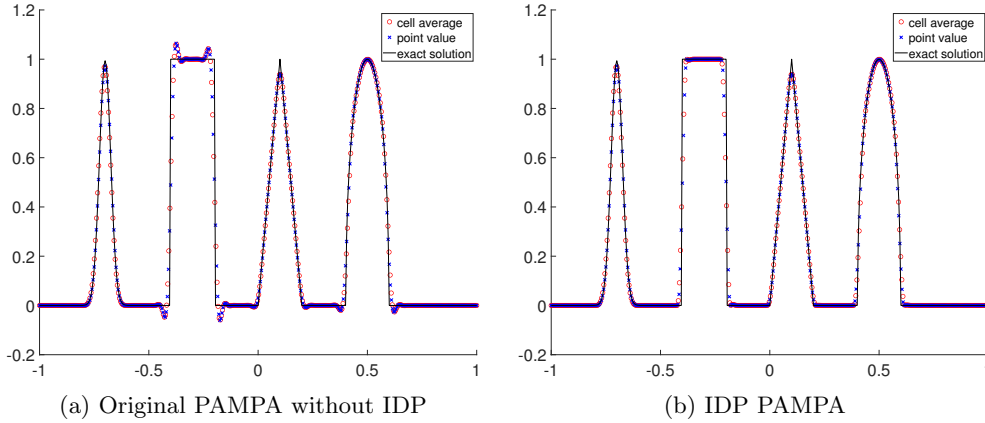 1.2
1
0.8
0.6
0.4
0.2
0
-0.2
-1 -0.5 0 0.5 1
cell average
point value
exact solution
(a) Original PAMPA without IDP
1.2
1
0.8
0.6
0.4
0.2
0
-0.2
-1 -0.5 0 0.5 1
cell average
point value
exact solution
(b) IDP PAMPA